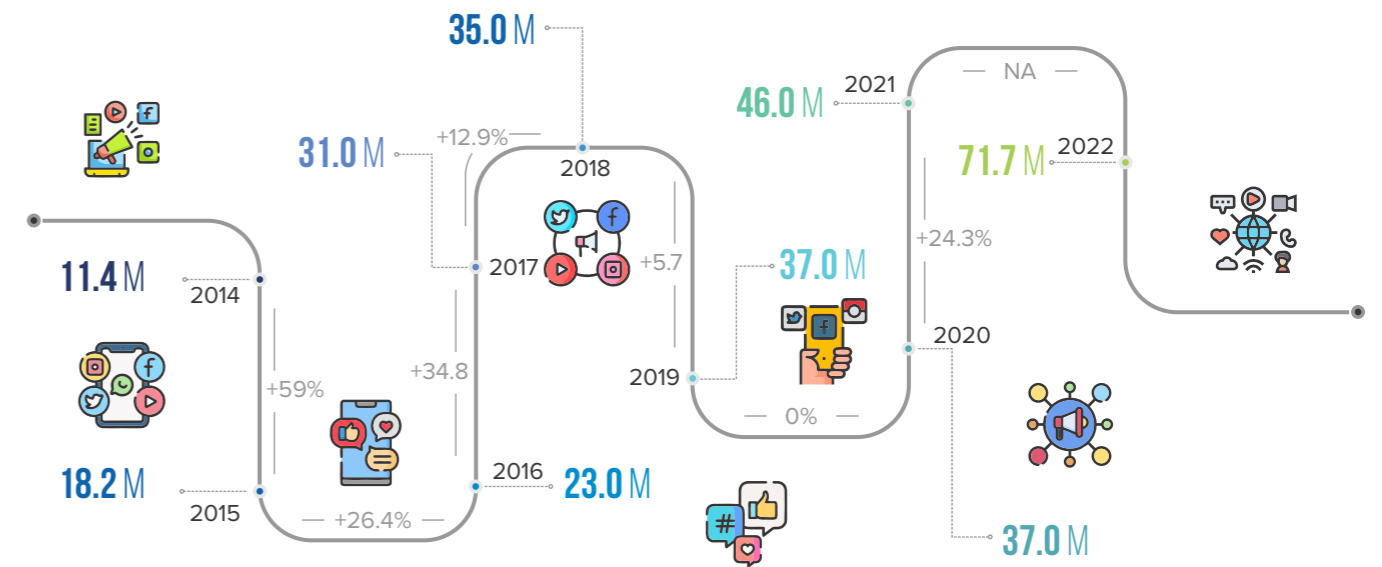 11.4 M
2014
+59%
18.2 M
2015
+26.4%
2016
23.0 M
+34.8
31.0 M
2017
+12.9%
35.0 M
2018
+5.7
2019
37.0 M
0%
2020
37.0 M
+24.3%
46.0 M
2021
NA
71.7 M
2022
f
f
f
f
#